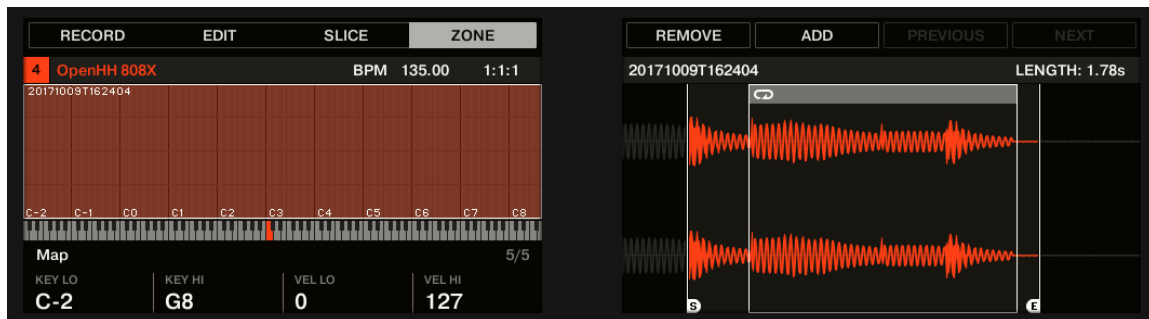 RECORD EDIT SLICE ZONE
4 OpenHH 808X BPM 135.00 1:1:1
20171009T162404
C-2 C-1 C0 C1 C2 C3 C4 C5 C6 C7 C8
Map 5/5
KEY LO KEY HI VEL LO VEL HI
C-2 G8 0 127
REMOVE ADD PREVIOUS NEXT
20171009T162404 LENGTH: 1.78s
S E